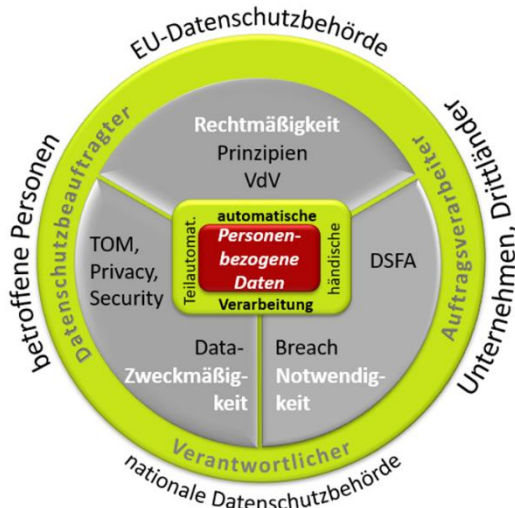 EU-Datenschutzbehörde
betroffene Personen
Unternehmen, Drittländer
nationale Datenschutzbehörde
Datenschutzbeauftragter
Auftragsverarbeiter
Verantwortlicher
Rechtmäßigkeit
Prinzipien
VdV
automatische
Teilautomat.
händische
Verarbeitung
Personen-
bezogene
Daten
TOM,
Privacy,
Security
DSFA
Data-
Zweckmäßig-
keit
Breach
Notwendig-
keit